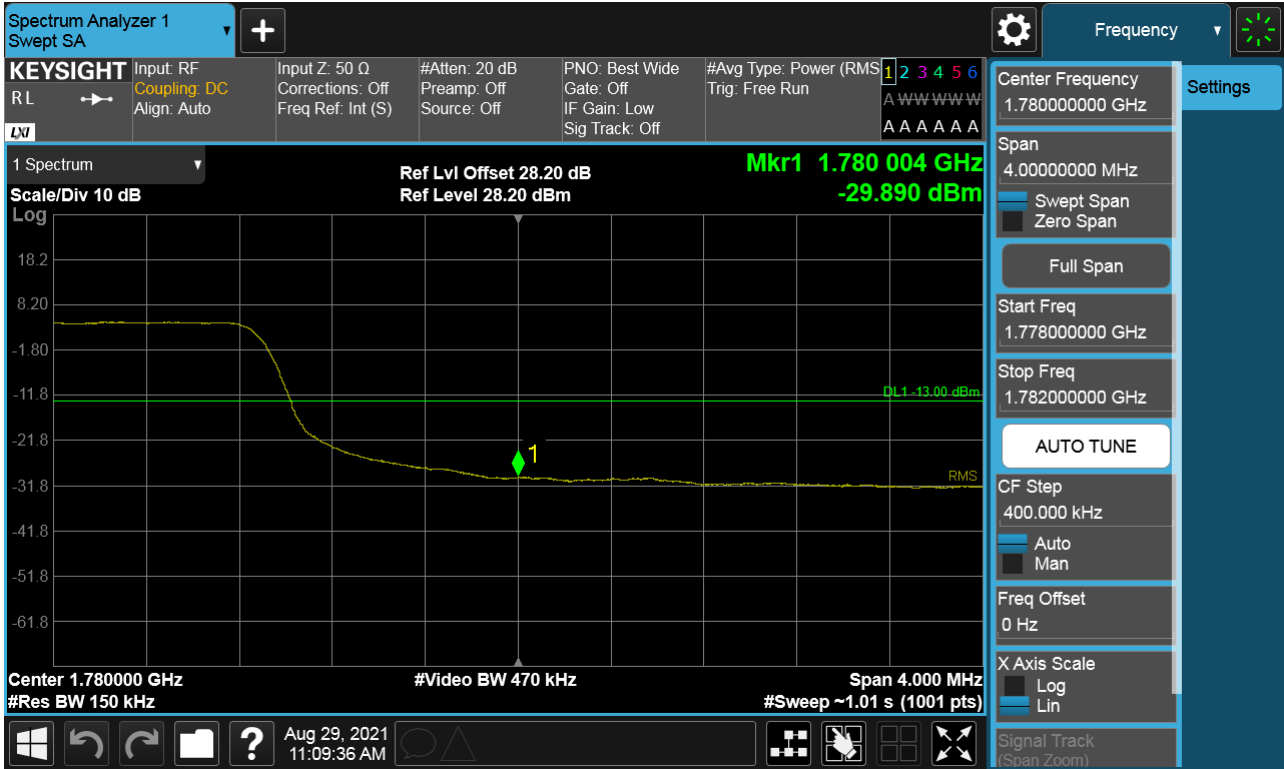 Spectrum Analyzer 1
Swept SA
Frequency
KEYSIGHT
R L
LXI
Input: RF
Coupling: DC
Align: Auto
Input Z: 50 Ω
Corrections: Off
Freq Ref: Int (S)
#Atten: 20 dB
Preamp: Off
Source: Off
PNO: Best Wide
Gate: Off
IF Gain: Low
Sig Track: Off
#Avg Type: Power (RMS
Trig: Free Run
1 2 3 4 5 6
A W W W W W
A A A A A A
1 Spectrum
Scale/Div 10 dB
Log
Ref Lvl Offset 28.20 dB
Ref Level 28.20 dBm
Mkr1 1.780 004 GHz
-29.890 dBm
18.2
8.20
-1.80
-11.8
-21.8
-31.8
-41.8
-51.8
-61.8
DL1 -13.00 dBm
1
RMS
Center 1.780000 GHz
#Video BW 470 kHz
Span 4.000 MHz
#Res BW 150 kHz
#Sweep ~1.01 s (1001 pts)
Center Frequency
1.780000000 GHz
Span
4.00000000 MHz
Swept Span
Zero Span
Full Span
Start Freq
1.778000000 GHz
Stop Freq
1.782000000 GHz
AUTO TUNE
CF Step
400.000 kHz
Auto
Man
Freq Offset
0 Hz
X Axis Scale
Log
Lin
Signal Track
(Span Zoom)
Settings
?
Aug 29, 2021
11:09:36 AM